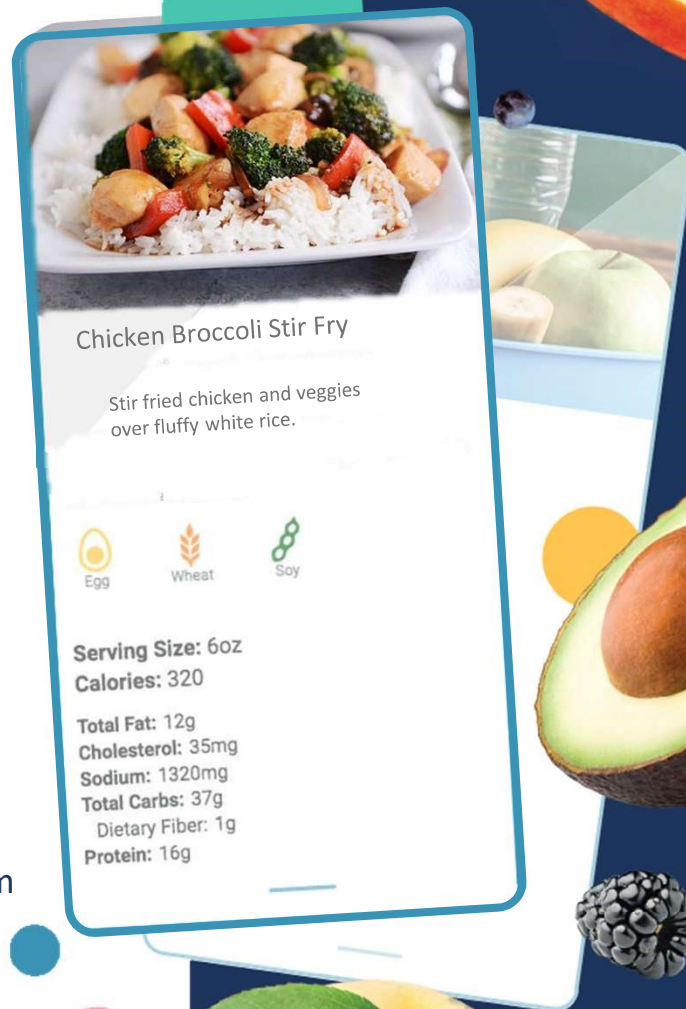 Chicken Broccoli Stir Fry
Stir fried chicken and veggies
over fluffy white rice.
Egg
Wheat
Soy
Serving Size: 6oz
Calories: 320
Total Fat: 12g
Cholesterol: 35mg
Sodium: 1320mg
Total Carbs: 37g
Dietary Fiber: 1g
Protein: 16g